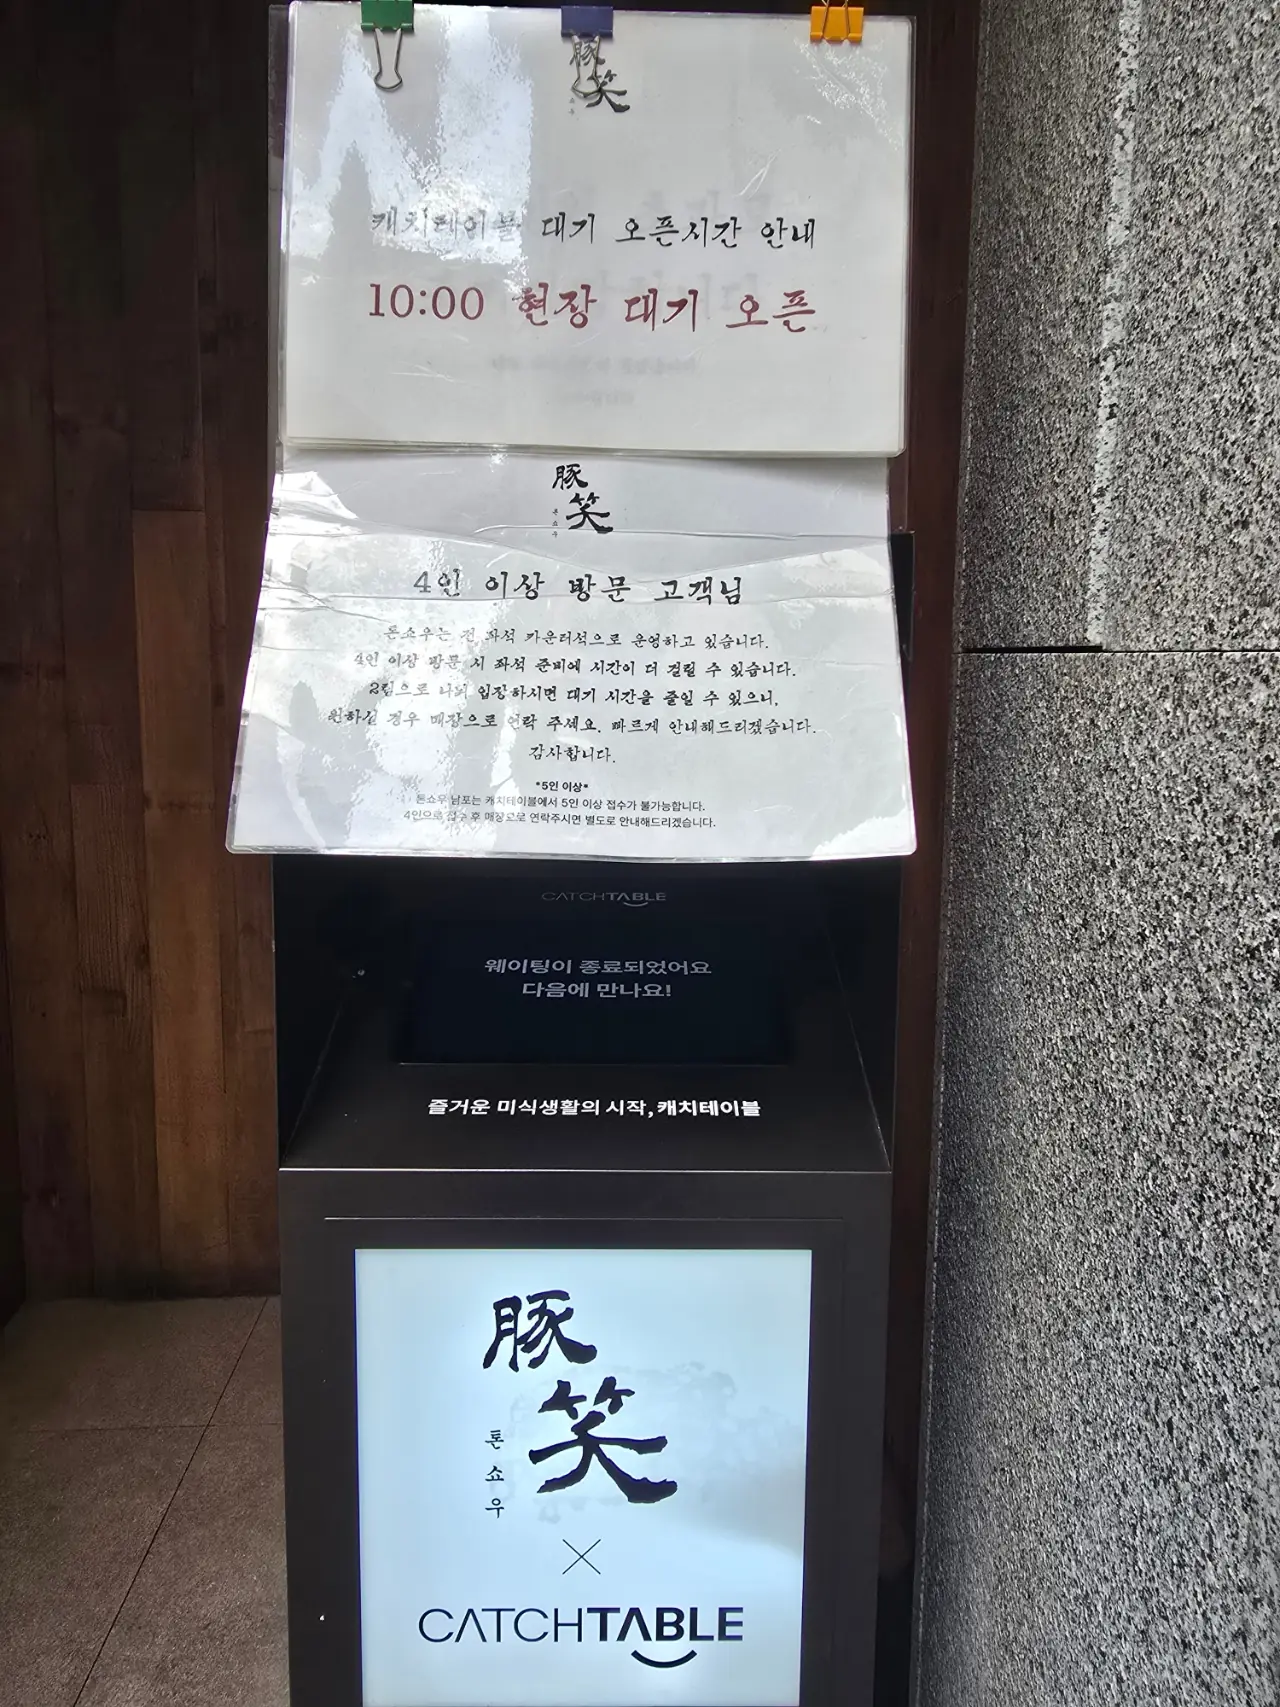 豚
笑
캐치테이블 대기 오픈시간 안내
10:00 현장 대기 오픈
豚
笑
톤쇼우
4인 이상 방문 고객님
톤쇼우는 전 좌석 카운터석으로 운영하고 있습니다.
4인 이상 방문 시 좌석 준비에 시간이 더 걸릴 수 있습니다.
2팀으로 나눠 입장하시면 대기 시간을 줄일 수 있으니,
원하실 경우 매장으로 연락 주세요. 빠르게 안내해드리겠습니다.
감사합니다.
*5인 이상*
톤쇼우 남포는 캐치테이블에서 5인 이상 접수가 불가능합니다.
4인으로 접수 후 매장으로 연락주시면 별도로 안내해드리겠습니다.
CATCHTABLE
웨이팅이 종료되었어요
다음에 만나요!
즐거운 미식생활의 시작, 캐치테이블
豚
笑
톤쇼우
×
CATCHTABLE